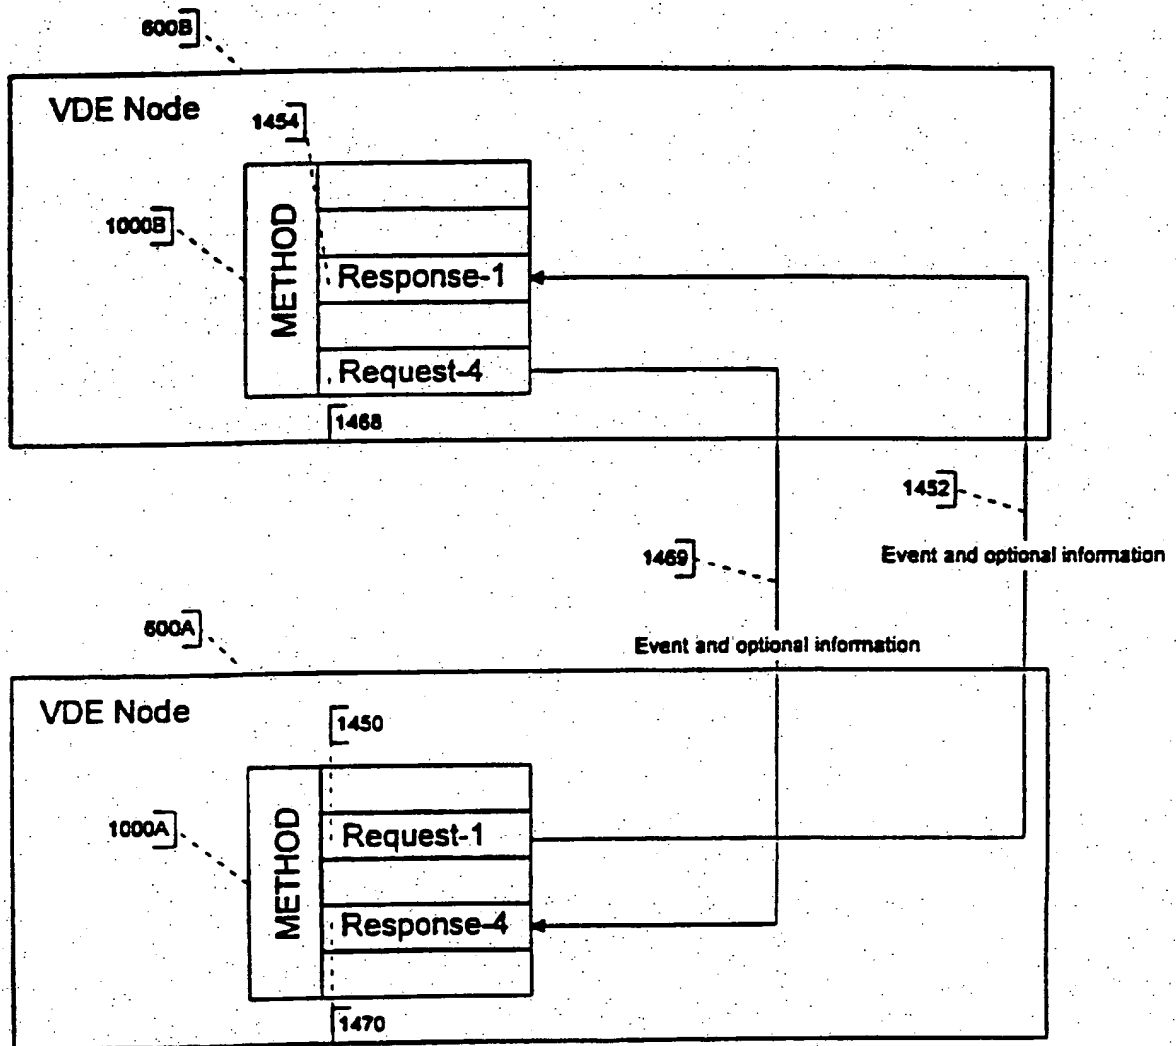 600B
VDE Node
1454
1000B
METHOD
Response-1
Request-4
1468
1452
Event and optional information
1469
Event and optional information
600A
VDE Node
1450
1000A
METHOD
Request-1
Response-4
1470